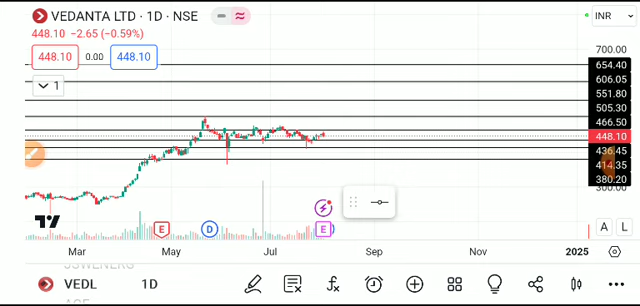 VEDANTA LTD · 1D · NSE
INR
448.10 −2.65 (−0.59%)
448.10 0.00 448.10
1
700.00
654.40
606.05
551.80
505.30
466.50
448.10
436.45
414.35
380.20
300.00
E D E
A L
Mar May Jul Sep Nov 2025
VEDL 1D